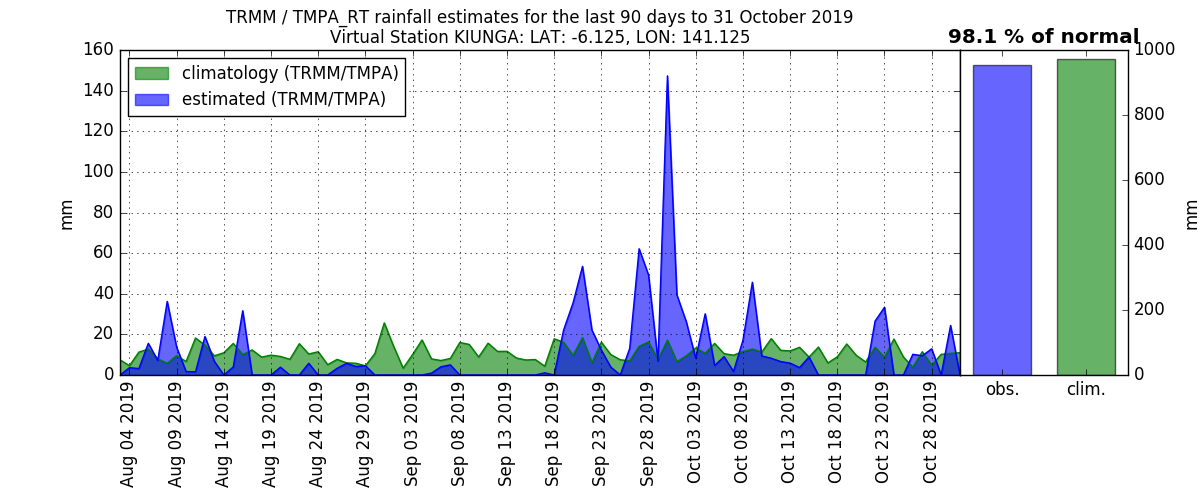 TRMM / TMPA_RT rainfall estimates for the last 90 days to 31 October 2019
Virtual Station KIUNGA: LAT: -6.125, LON: 141.125
98.1 % of normal
climatology (TRMM/TMPA)
estimated (TRMM/TMPA)
mm
160
140
120
100
80
60
40
20
0
Aug 04 2019
Aug 09 2019
Aug 14 2019
Aug 19 2019
Aug 24 2019
Aug 29 2019
Sep 03 2019
Sep 08 2019
Sep 13 2019
Sep 18 2019
Sep 23 2019
Sep 28 2019
Oct 03 2019
Oct 08 2019
Oct 13 2019
Oct 18 2019
Oct 23 2019
Oct 28 2019
obs.
clim.
1000
800
600
400
200
0
mm